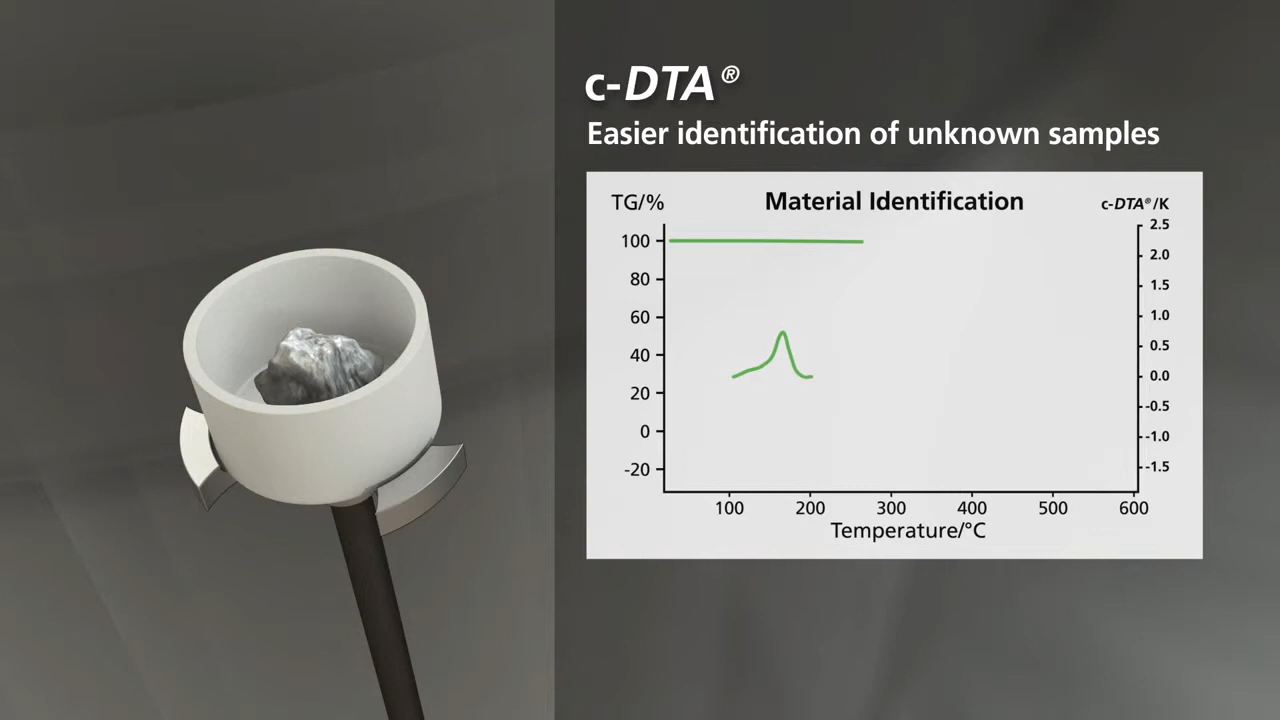 c-DTA®
Easier identification of unknown samples
TG/%
Material Identification
c-DTA®/K
100
80
60
40
20
0
-20
2.5
2.0
1.5
1.0
0.5
0.0
-0.5
-1.0
-1.5
100 200 300 400 500 600
Temperature/°C